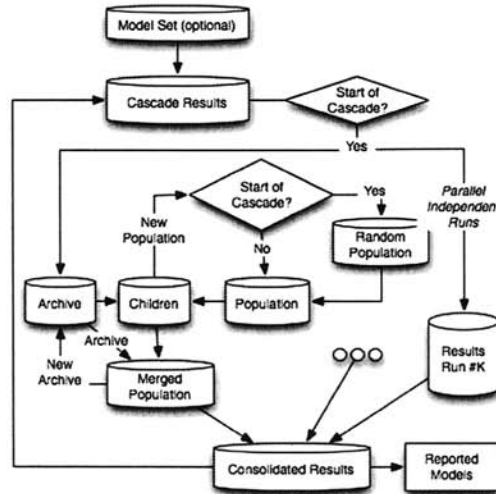 Model Set (optional)
Cascade Results
Start of
Cascade?
Yes
Start of
Cascade?
Yes
Parallel
Independent
Runs
New
Population
No
Random
Population
Archive
Children
Population
Archive
New
Archive
Merged
Population
Results
Run #K
Consolidated Results
Reported
Models